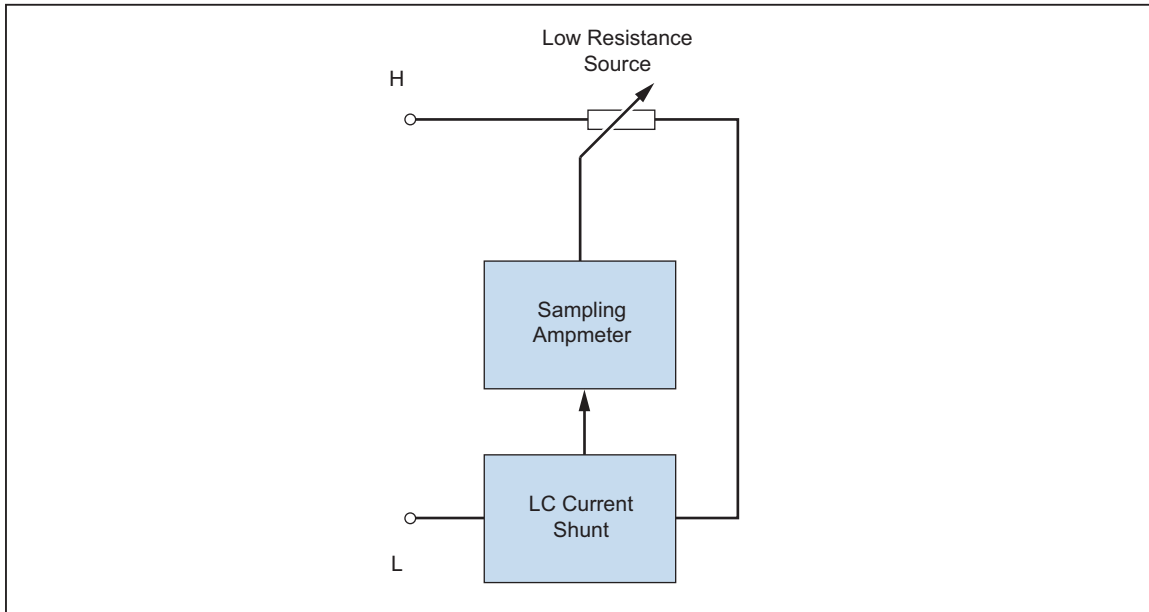 Low Resistance
Source
H
Sampling
Ampmeter
LC Current
Shunt
L